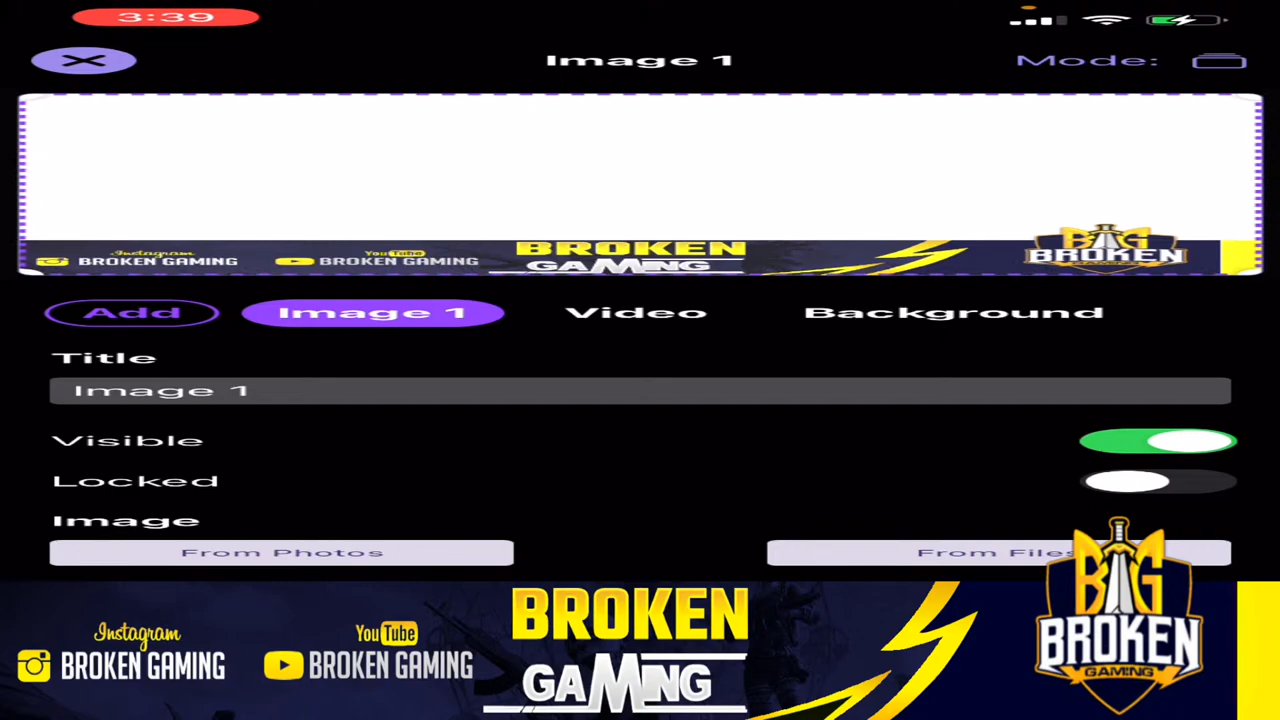 3:39
Image 1
Mode:
Instagram
BROKEN GAMING
YouTube
BROKEN GAMING
BROKEN
GAMING
BG
BROKEN
Add
Image 1
Video
Background
Title
Image 1
Visible
Locked
Image
From Photos
From Files
Instagram
BROKEN GAMING
YouTube
BROKEN GAMING
BROKEN
GAMING
BG
BROKEN
GAMING